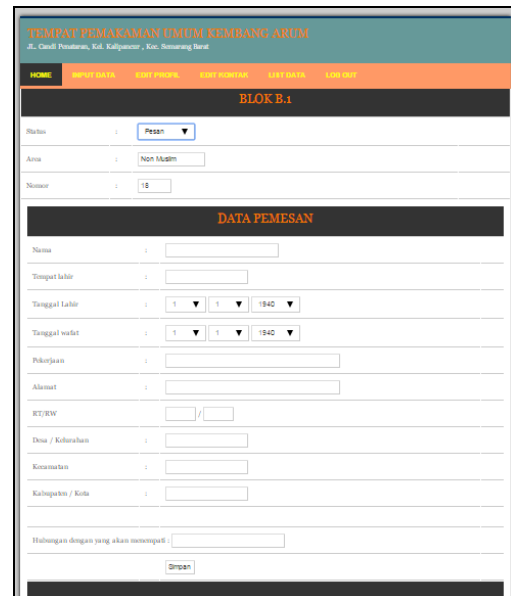 TEMPAT PEMAKAMAN UMUM KEMBANG ARUM
JL. Candi Penataran, Kel. Kalipancur , Kec. Semarang Barat
HOME INPUT DATA EDIT PROFIL EDIT KONTAK LIST DATA LOG OUT
BLOK B.1
Status : Pesan
Area : Non Muslim
Nomor : 18
DATA PEMESAN
Nama :
Tempat lahir :
Tanggal Lahir : 1 1 1940
Tanggal wafat : 1 1 1940
Pekerjaan :
Alamat :
RT/RW /
Desa / Kelurahan :
Kecamatan :
Kabupaten / Kota :
Hubungan dengan yang akan menempati :
Simpan